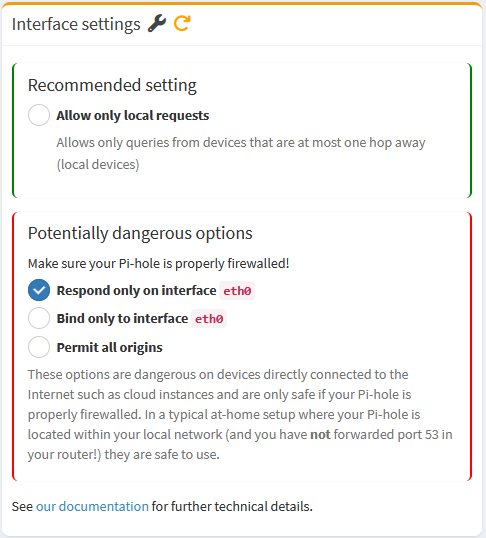 Interface settings
Recommended setting
Allow only local requests
Allows only queries from devices that are at most one hop away
(local devices)
Potentially dangerous options
Make sure your Pi-hole is properly firewalled!
Respond only on interface eth0
Bind only to interface eth0
Permit all origins
These options are dangerous on devices directly connected to the
Internet such as cloud instances and are only safe if your Pi-hole is
properly firewalled. In a typical at-home setup where your Pi-hole is
located within your local network (and you have not forwarded port 53 in
your router!) they are safe to use.
See our documentation for further technical details.